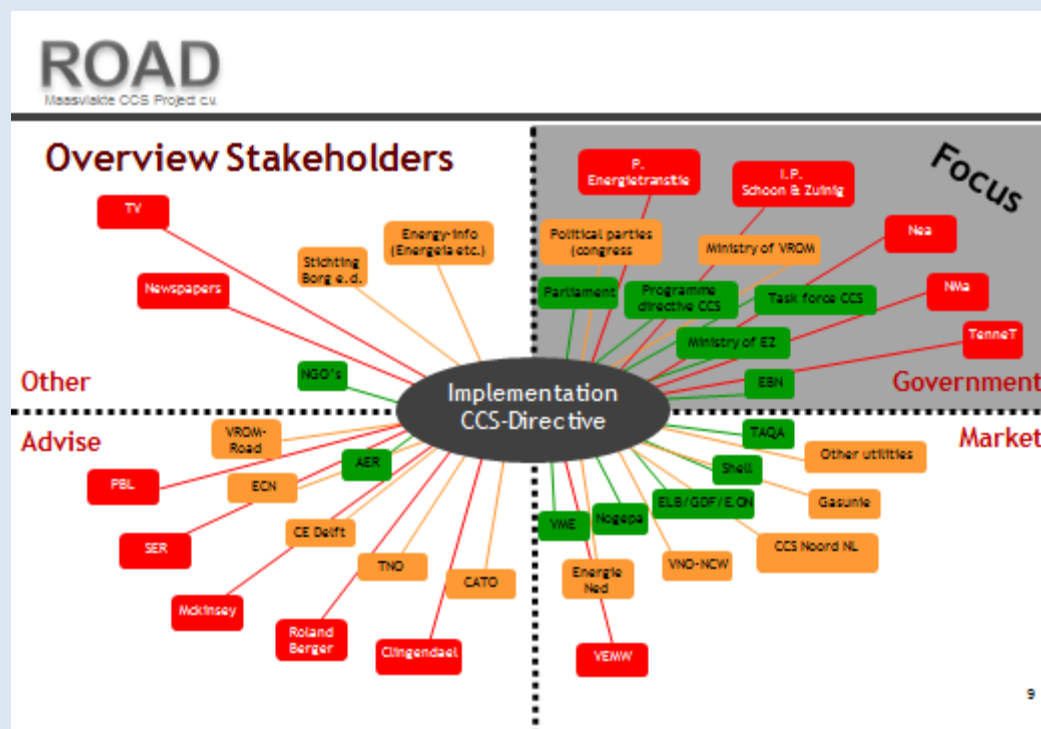 ROAD
Maasvlakte CCS Project c.v.
Overview Stakeholders
Focus
TV
Newspapers
Stichting
Borg e.d.
Energy-info
(Energeia etc.)
NGO's
Other
P.
Energietransitie
I.P.
Schoon & Zuinig
Political parties
(congress
Ministry of VROM
Nea
Parliament
Programme
directive CCS
Task force CCS
NMa
Ministry of EZ
TenneT
EBN
Government
Implementation
CCS-Directive
Advise
VROM-
Road
AER
PBL
ECN
SER
CE Delft
TNO
CATO
Mckinsey
Roland
Berger
Clingendael
Market
TAQA
Other utilities
Shell
Gasunie
ELB/GDF/E.ON
Nogepa
VME
CCS Noord NL
VNO-NCW
Energie
Ned
VEMW
9